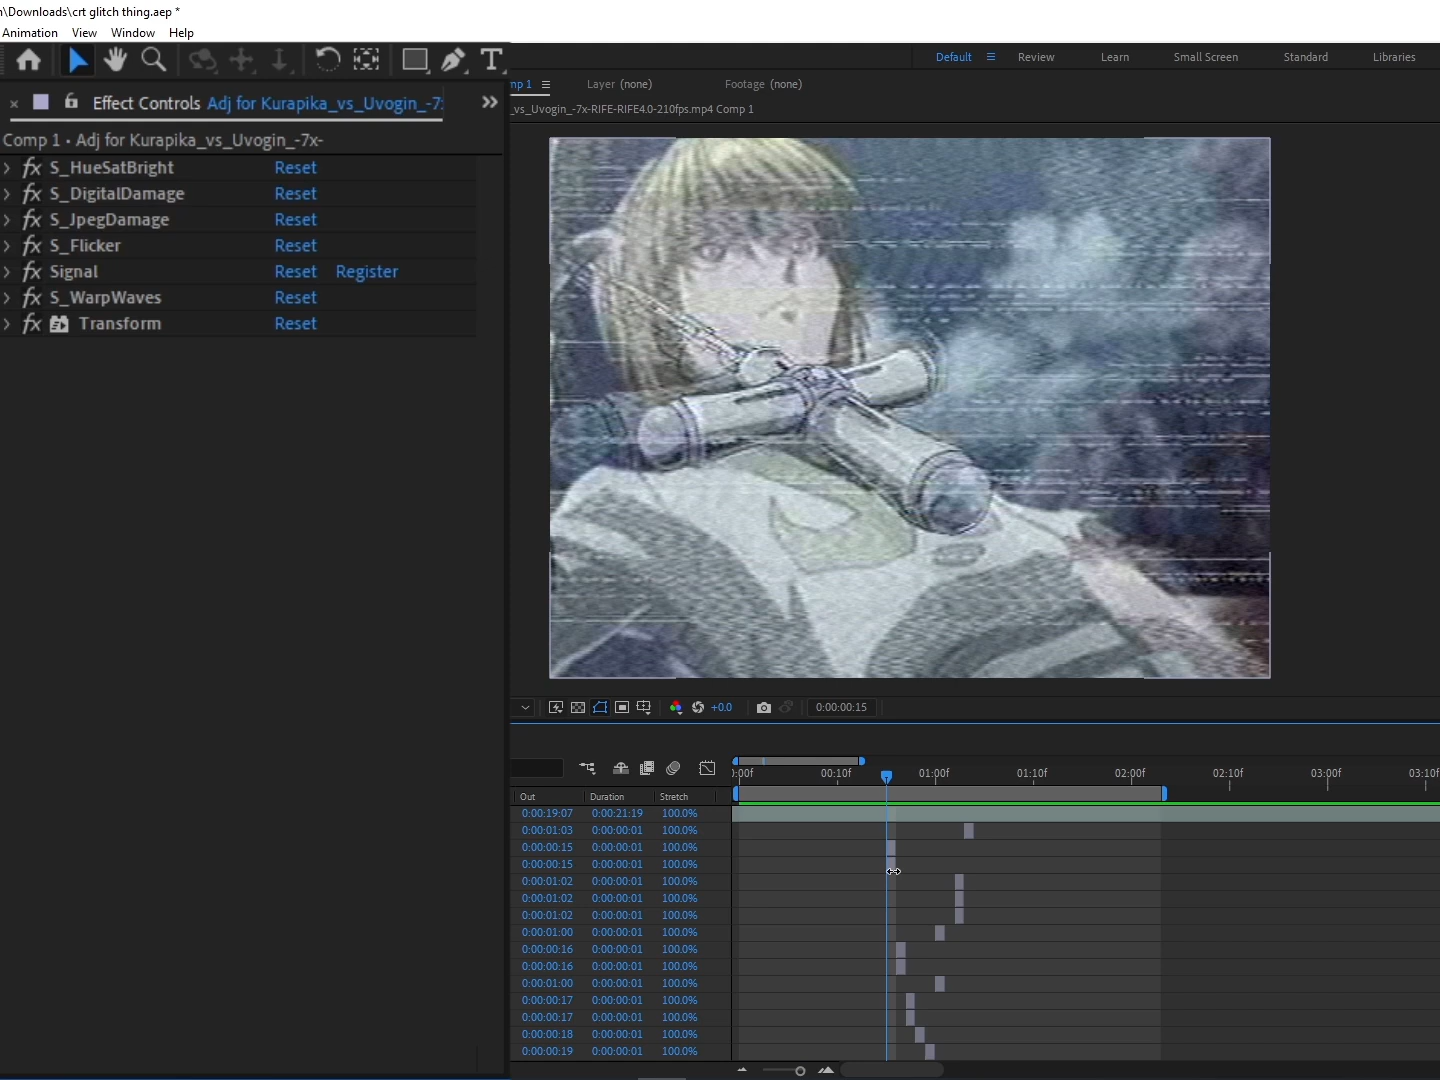 n\Downloads\crt glitch thing.aep *
Animation View Window Help
Default Review Learn Small Screen Standard Libraries
Effect Controls Adj for Kurapika_vs_Uvogin_-7:
mp 1 Layer (none) Footage (none)
_vs_Uvogin_-7x-RIFE-RIFE4.0-210fps.mp4 Comp 1
Comp 1 • Adj for Kurapika_vs_Uvogin_-7x-
fx S_HueSatBright Reset
fx S_DigitalDamage Reset
fx S_JpegDamage Reset
fx S_Flicker Reset
fx Signal Reset Register
fx S_WarpWaves Reset
fx Transform Reset
+0.0 0:00:00:15
):00f 00:10f 01:00f 01:10f 02:00f 02:10f 03:00f 03:10f
Out Duration Stretch
0:00:19:07 0:00:21:19 100.0%
0:00:01:03 0:00:00:01 100.0%
0:00:00:15 0:00:00:01 100.0%
0:00:00:15 0:00:00:01 100.0%
0:00:01:02 0:00:00:01 100.0%
0:00:01:02 0:00:00:01 100.0%
0:00:01:02 0:00:00:01 100.0%
0:00:01:00 0:00:00:01 100.0%
0:00:00:16 0:00:00:01 100.0%
0:00:00:16 0:00:00:01 100.0%
0:00:01:00 0:00:00:01 100.0%
0:00:00:17 0:00:00:01 100.0%
0:00:00:17 0:00:00:01 100.0%
0:00:00:18 0:00:00:01 100.0%
0:00:00:19 0:00:00:01 100.0%